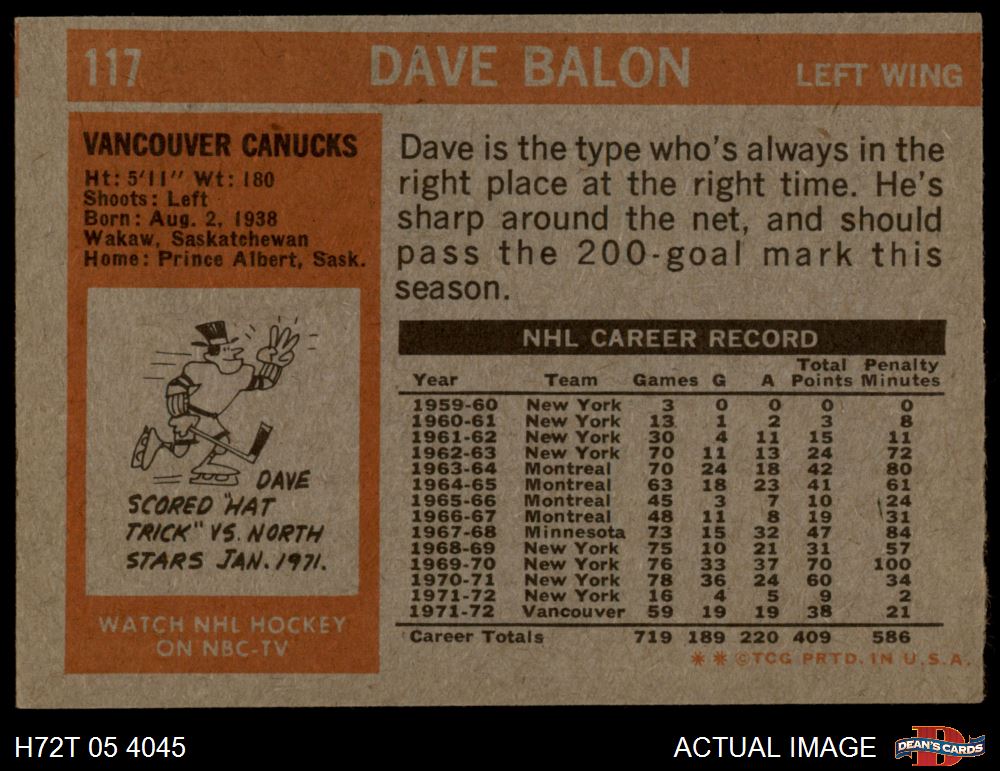 117 DAVE BALON LEFT WING
VANCOUVER CANUCKS
Ht: 5'11" Wt: 180
Shoots: Left
Born: Aug. 2, 1938
Wakaw, Saskatchewan
Home: Prince Albert, Sask.
DAVE
SCORED "HAT
TRICK" VS. NORTH
STARS JAN. 1971.
WATCH NHL HOCKEY
ON NBC-TV
Dave is the type who's always in the
right place at the right time. He's
sharp around the net, and should
pass the 200-goal mark this
season.
NHL CAREER RECORD
Total Penalty
Year Team Games G A Points Minutes
1959-60 New York 3 0 0 0 0
1960-61 New York 13 1 2 3 8
1961-62 New York 30 4 11 15 11
1962-63 New York 70 11 13 24 72
1963-64 Montreal 70 24 18 42 80
1964-65 Montreal 63 18 23 41 61
1965-66 Montreal 45 3 7 10 24
1966-67 Montreal 48 11 8 19 31
1967-68 Minnesota 73 15 32 47 84
1968-69 New York 75 10 21 31 57
1969-70 New York 76 33 37 70 100
1970-71 New York 78 36 24 60 34
1971-72 New York 16 4 5 9 2
1971-72 Vancouver 59 19 19 38 21
Career Totals 719 189 220 409 586
* * ©TCG PRTD. IN U.S.A.
H72T 05 4045 ACTUAL IMAGE DEAN'S CARDS